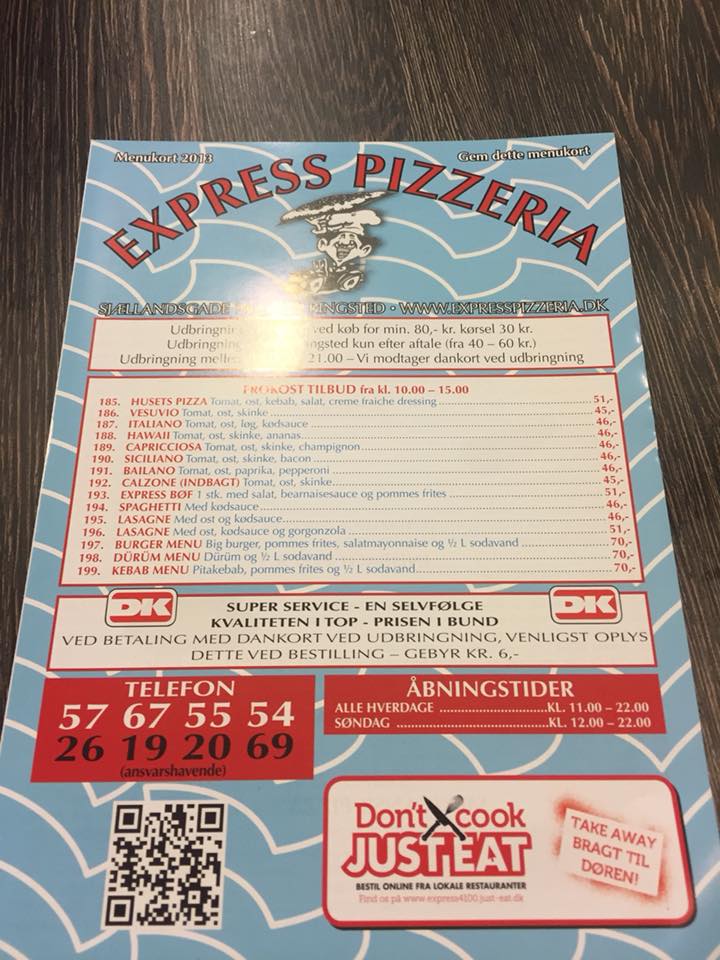 Menukort 2013
Gem dette menukort
EXPRESS PIZZERIA
SJÆLLANDSGADE RINGSTED • WWW.EXPRESSPIZZERIA.DK
ved køb for min. 80,- kr. kørsel 30 kr.
kun efter aftale (fra 40 – 60 kr.)
Udbringning 21.00 – Vi modtager dankort ved udbringning
FROKOST TILBUD fra kl. 10.00 – 15.00
185. HUSETS PIZZA Tomat, ost, kebab, salat, creme fraiche dressing 51,-
186. VESUVIO Tomat, ost, skinke 45,-
187. ITALIANO Tomat, ost, løg, kødsauce 46,-
188. HAWAII Tomat, ost, skinke, ananas 46,-
189. CAPRICCIOSA Tomat, ost, skinke, champignon 46,-
190. SICILIANO Tomat, ost, skinke, bacon 46,-
191. BAILANO Tomat, ost, paprika, pepperoni 46,-
192. CALZONE (INDBAGT) Tomat, ost, skinke 45,-
193. EXPRESS BØF 1 stk. med salat, bearnaisesauce og pommes frites 51,-
194. SPAGHETTI Med kødsauce 46,-
195. LASAGNE Med ost og kødsauce 46,-
196. LASAGNE Med ost, kødsauce og gorgonzola 51,-
197. BURGER MENU Big burger, pommes frites, salatmayonnaise og ½ L sodavand 70,-
198. DÜRÜM MENU Dürüm og ½ L sodavand 70,-
199. KEBAB MENU Pitakebab, pommes frites og ½ L sodavand 70,-
DK
DK
SUPER SERVICE - EN SELVFØLGE
KVALITETEN I TOP - PRISEN I BUND
VED BETALING MED DANKORT VED UDBRINGNING, VENLIGST OPLYS
DETTE VED BESTILLING – GEBYR KR. 6,-
TELEFON
57 67 55 54
26 19 20 69
(ansvarshavende)
ÅBNINGSTIDER
ALLE HVERDAGE KL. 11.00 – 22.00
SØNDAG KL. 12.00 – 22.00
Don't cook
JUST EAT
BESTIL ONLINE FRA LOKALE RESTAURANTER
Find os på www.express4100.just-eat.dk
TAKE AWAY
BRAGT TIL
DØREN!